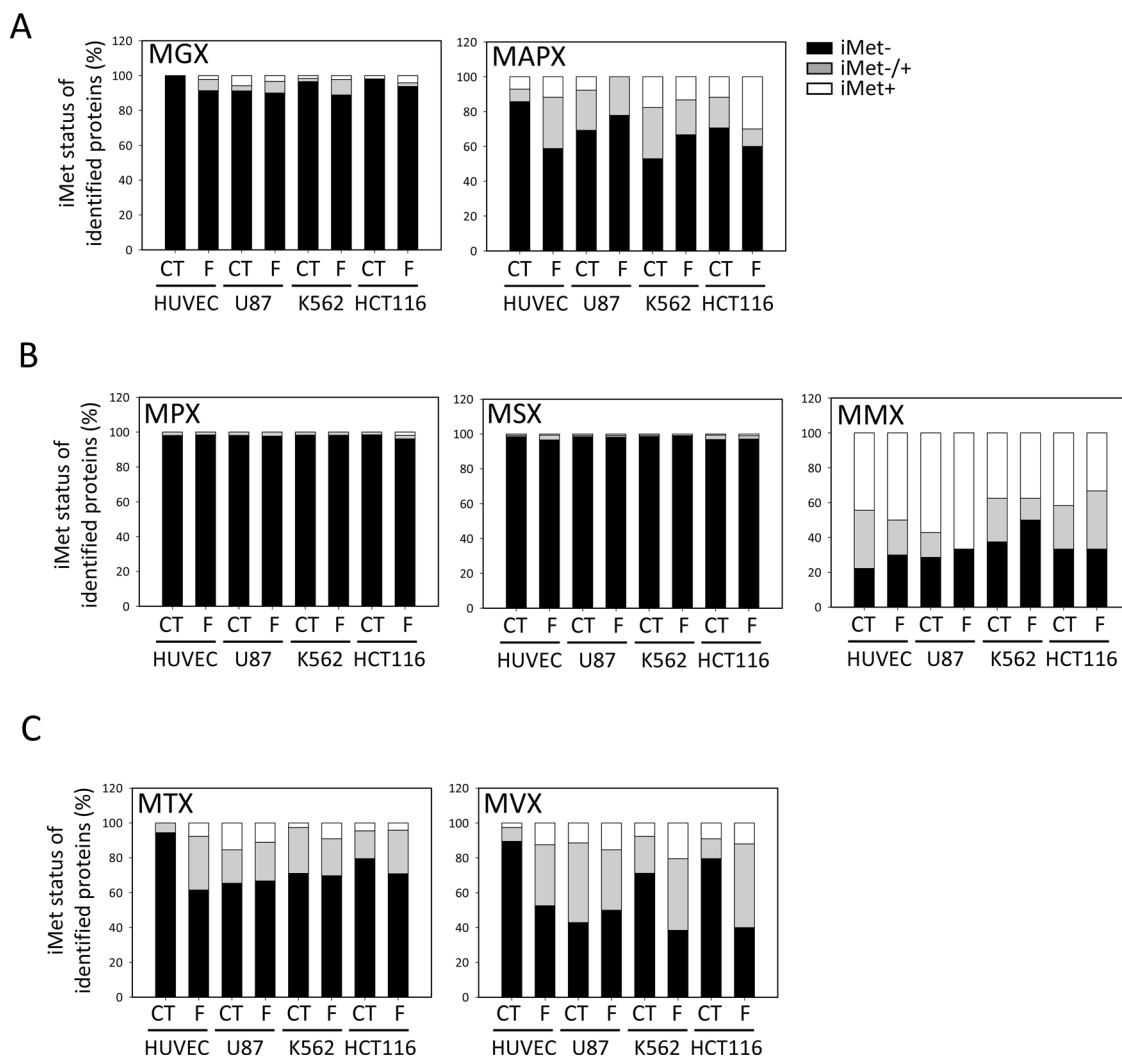 A
MGX
MAPX
iMet-
iMet-/+
iMet+
iMet status of
identified proteins (%)
120
100
80
60
40
20
0
120
100
80
60
40
20
0
CT F CT F CT F CT F
HUVEC U87 K562 HCT116
CT F CT F CT F CT F
HUVEC U87 K562 HCT116
B
MPX
MSX
MMX
iMet status of
identified proteins (%)
120
100
80
60
40
20
0
120
100
80
60
40
20
0
120
100
80
60
40
20
0
CT F CT F CT F CT F
HUVEC U87 K562 HCT116
CT F CT F CT F CT F
HUVEC U87 K562 HCT116
CT F CT F CT F CT F
HUVEC U87 K562 HCT116
C
MTX
MVX
iMet status of
identified proteins (%)
120
100
80
60
40
20
0
120
100
80
60
40
20
0
CT F CT F CT F CT F
HUVEC U87 K562 HCT116
CT F CT F CT F CT F
HUVEC U87 K562 HCT116